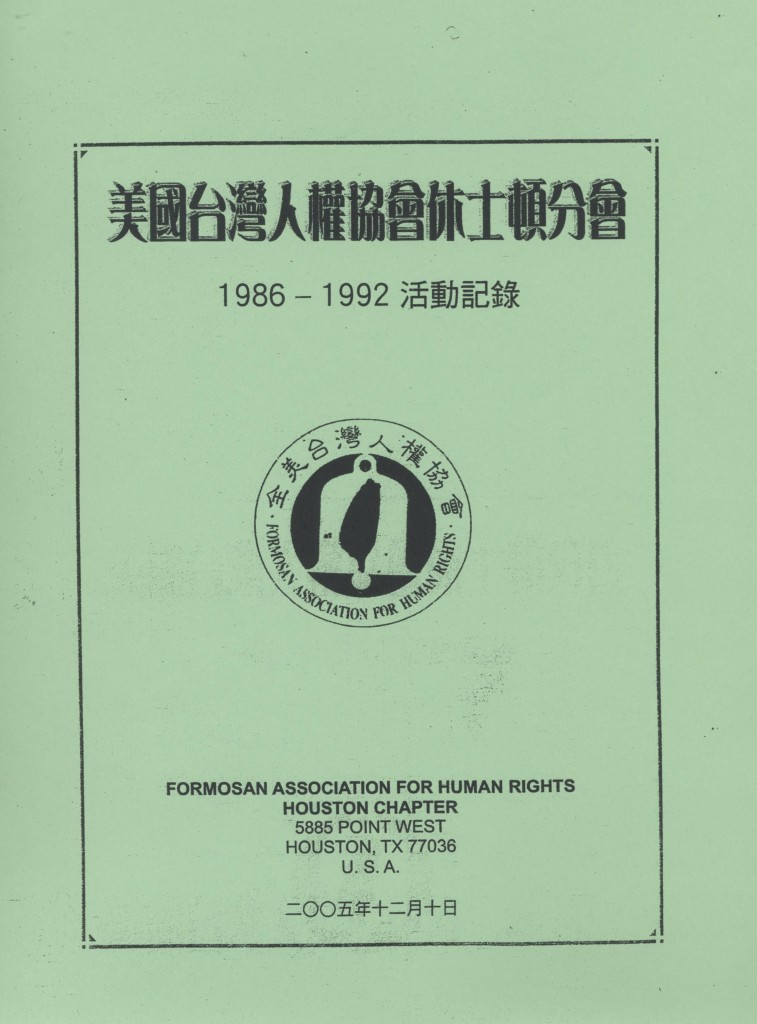 美國台灣人權協會休士頓分會
1986 – 1992 活動記錄
·全美台灣人權協會·
FORMOSAN ASSOCIATION FOR HUMAN RIGHTS
FORMOSAN ASSOCIATION FOR HUMAN RIGHTS
HOUSTON CHAPTER
5885 POINT WEST
HOUSTON, TX 77036
U. S. A.
二〇〇五年十二月十日